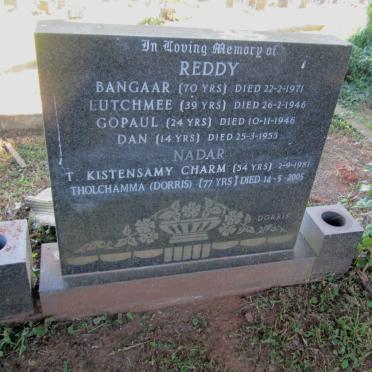 In Loving Memory of
REDDY
BANGAAR (70 YRS) DIED 22-2-1971
LUTCHMEE (39 YRS) DIED 26-2-1946
GOPAUL (24 YRS) DIED 10-11-1946
DAN (14 YRS) DIED 25-3-1955
NADAR
T. KISTENSAMY CHARM (54 YRS) 2-9-1981
THOLCHAMMA (DORRIS) (77 YRS) DIED 14-5-2005
DORRIS